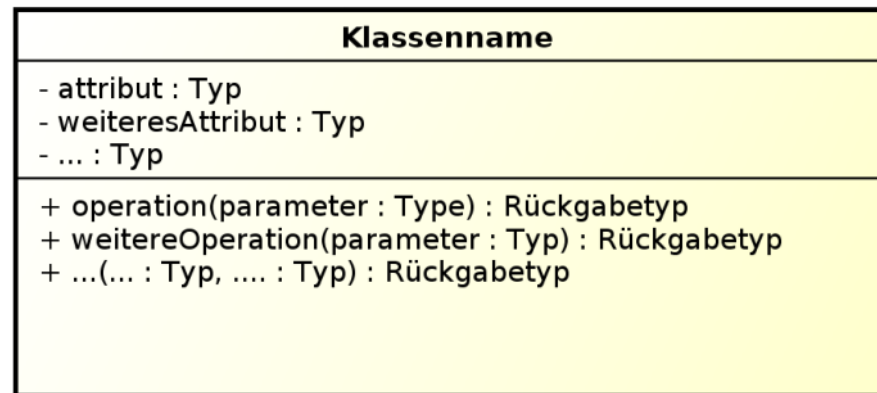 Klassenname
- attribut : Typ
- weiteresAttribut : Typ
- ... : Typ
+ operation(parameter : Type) : Rückgabetyp
+ weitereOperation(parameter : Typ) : Rückgabetyp
+ ...(... : Typ, .... : Typ) : Rückgabetyp